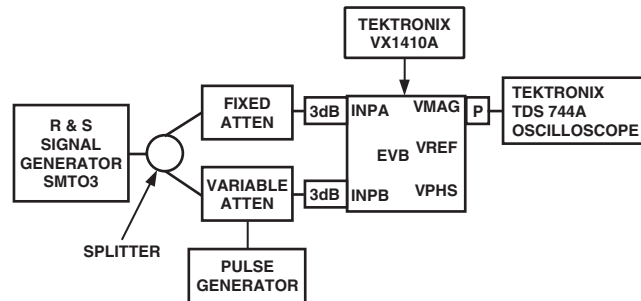 TEKTRONIX
VX1410A
FIXED
ATTEN
3dB
INPA
VMAG
P
TEKTRONIX
TDS 744A
OSCILLOSCOPE
R & S
SIGNAL
GENERATOR
SMTO3
EVB
VREF
VARIABLE
ATTEN
3dB
INPB
VPHS
SPLITTER
PULSE
GENERATOR